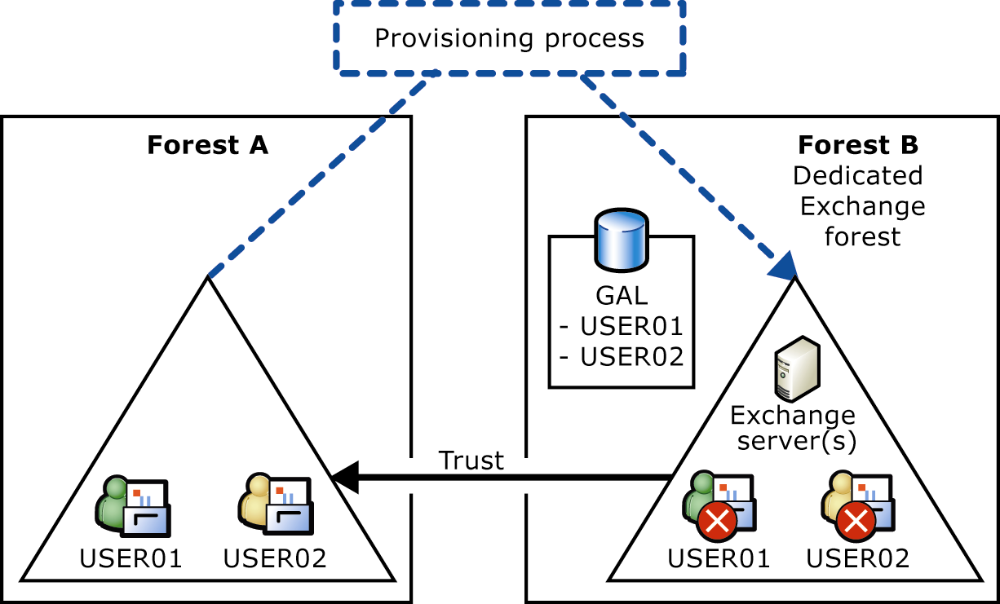 Provisioning process
Forest A
Forest B
Dedicated
Exchange
forest
GAL
- USER01
- USER02
Exchange
server(s)
Trust
USER01
USER02
USER01
USER02